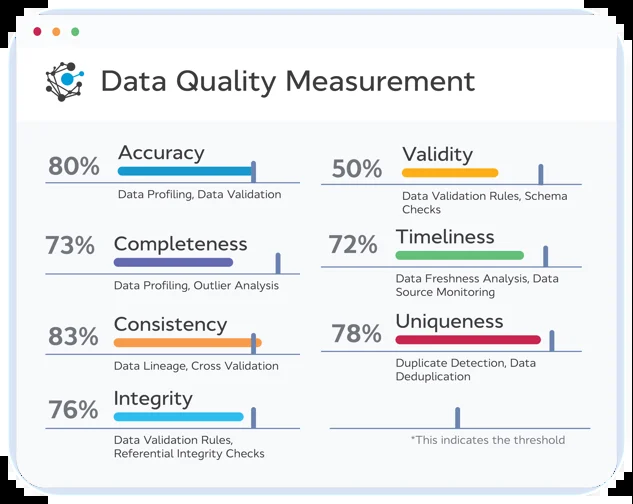 Data Quality Measurement
80%
Accuracy
Data Profiling, Data Validation
73%
Completeness
Data Profiling, Outlier Analysis
83%
Consistency
Data Lineage, Cross Validation
76%
Integrity
Data Validation Rules,
Referential Integrity Checks
50%
Validity
Data Validation Rules, Schema
Checks
72%
Timeliness
Data Freshness Analysis, Data
Source Monitoring
78%
Uniqueness
Duplicate Detection, Data
Deduplication
*This indicates the threshold